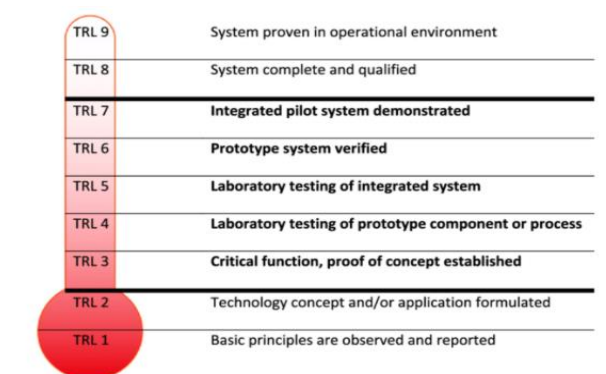 TRL 9 System proven in operational environment
TRL 8 System complete and qualified
TRL 7 Integrated pilot system demonstrated
TRL 6 Prototype system verified
TRL 5 Laboratory testing of integrated system
TRL 4 Laboratory testing of prototype component or process
TRL 3 Critical function, proof of concept established
TRL 2 Technology concept and/or application formulated
TRL 1 Basic principles are observed and reported